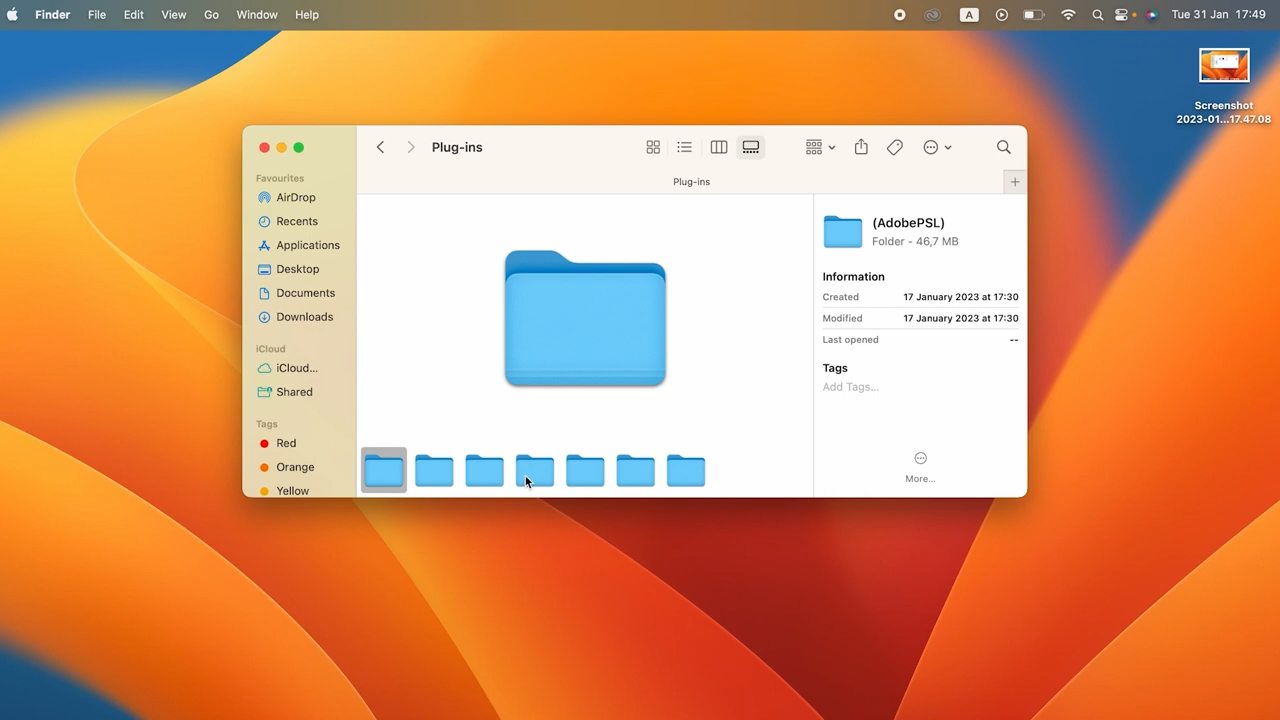 Finder File Edit View Go Window Help A Tue 31 Jan 17:49
Screenshot
2023-01...17.47.08
Plug-ins
Plug-ins
Favourites
AirDrop
Recents
Applications
Desktop
Documents
Downloads
iCloud
iCloud...
Shared
Tags
Red
Orange
Yellow
(AdobePSL)
Folder - 46,7 MB
Information
Created 17 January 2023 at 17:30
Modified 17 January 2023 at 17:30
Last opened --
Tags
Add Tags...
More...